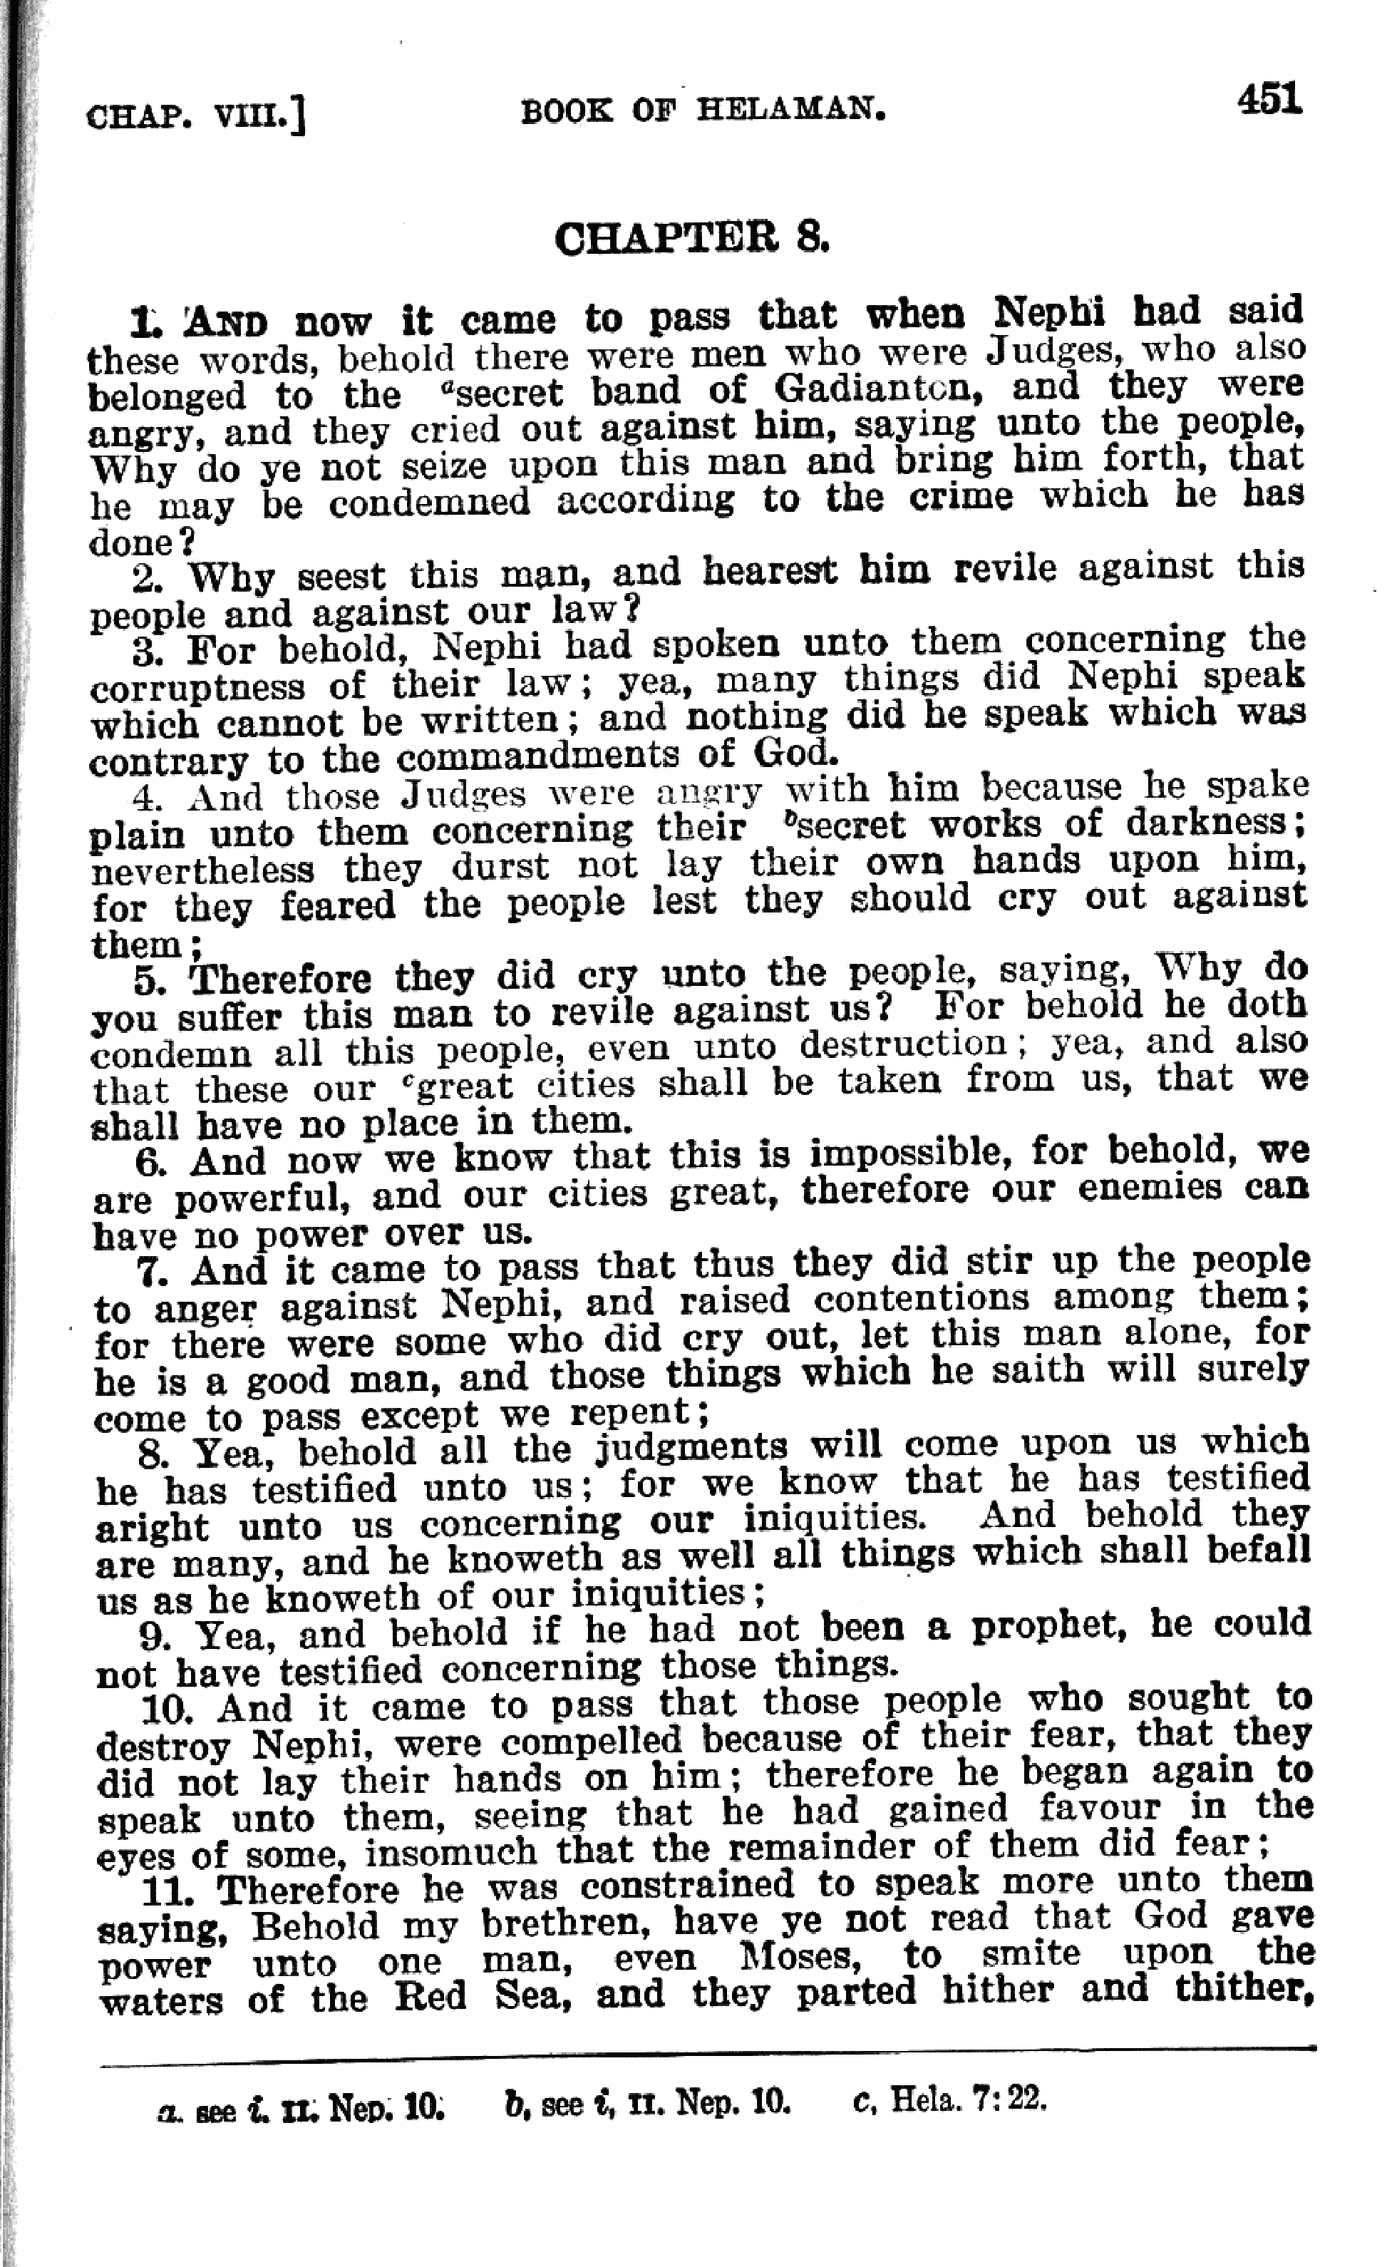 CHAP. VIII.] BOOK OF HELAMAN. 451
CHAPTER 8.
1. AND now it came to pass that when Nephi had said
these words, behold there were men who were Judges, who also
belonged to the ᵃsecret band of Gadianton, and they were
angry, and they cried out against him, saying unto the people,
Why do ye not seize upon this man and bring him forth, that
he may be condemned according to the crime which he has
done?
2. Why seest this man, and hearest him revile against this
people and against our law?
3. For behold, Nephi had spoken unto them concerning the
corruptness of their law; yea, many things did Nephi speak
which cannot be written; and nothing did he speak which was
contrary to the commandments of God.
4. And those Judges were angry with him because he spake
plain unto them concerning their ᵇsecret works of darkness;
nevertheless they durst not lay their own hands upon him,
for they feared the people lest they should cry out against
them;
5. Therefore they did cry unto the people, saying, Why do
you suffer this man to revile against us? For behold he doth
condemn all this people, even unto destruction; yea, and also
that these our ᶜgreat cities shall be taken from us, that we
shall have no place in them.
6. And now we know that this is impossible, for behold, we
are powerful, and our cities great, therefore our enemies can
have no power over us.
7. And it came to pass that thus they did stir up the people
to anger against Nephi, and raised contentions among them;
for there were some who did cry out, let this man alone, for
he is a good man, and those things which he saith will surely
come to pass except we repent;
8. Yea, behold all the judgments will come upon us which
he has testified unto us; for we know that he has testified
aright unto us concerning our iniquities. And behold they
are many, and he knoweth as well all things which shall befall
us as he knoweth of our iniquities;
9. Yea, and behold if he had not been a prophet, he could
not have testified concerning those things.
10. And it came to pass that those people who sought to
destroy Nephi, were compelled because of their fear, that they
did not lay their hands on him; therefore he began again to
speak unto them, seeing that he had gained favour in the
eyes of some, insomuch that the remainder of them did fear;
11. Therefore he was constrained to speak more unto them
saying, Behold my brethren, have ye not read that God gave
power unto one man, even Moses, to smite upon the
waters of the Red Sea, and they parted hither and thither,
a. see i. II. Nep. 10. b, see i, II. Nep. 10. c, Hela. 7: 22.